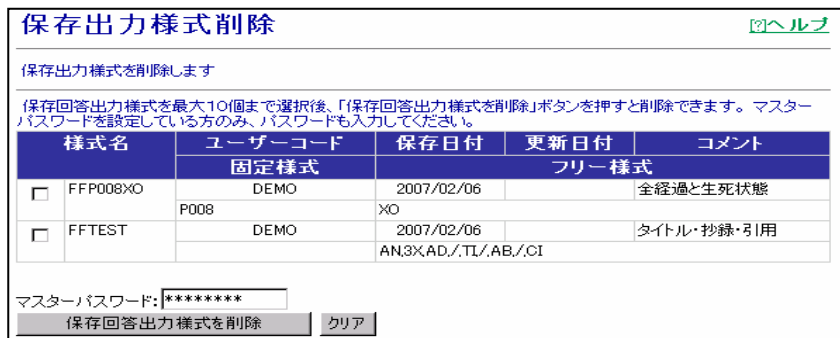 保存出力様式削除
[?]ヘルプ
保存出力様式を削除します
保存回答出力様式を最大10個まで選択後、「保存回答出力様式を削除」ボタンを押すと削除できます。マスター
パスワードを設定している方のみ、パスワードも入力してください。
様式名 ユーザーコード 保存日付 更新日付 コメント
固定様式 フリー様式
FFP008XO DEMO 2007/02/06 全経過と生死状態
P008 XO
FFTEST DEMO 2007/02/06 タイトル・抄録・引用
AN,3X,AD,/,TI,/,AB,/,CI
マスターパスワード: ********
保存回答出力様式を削除 クリア